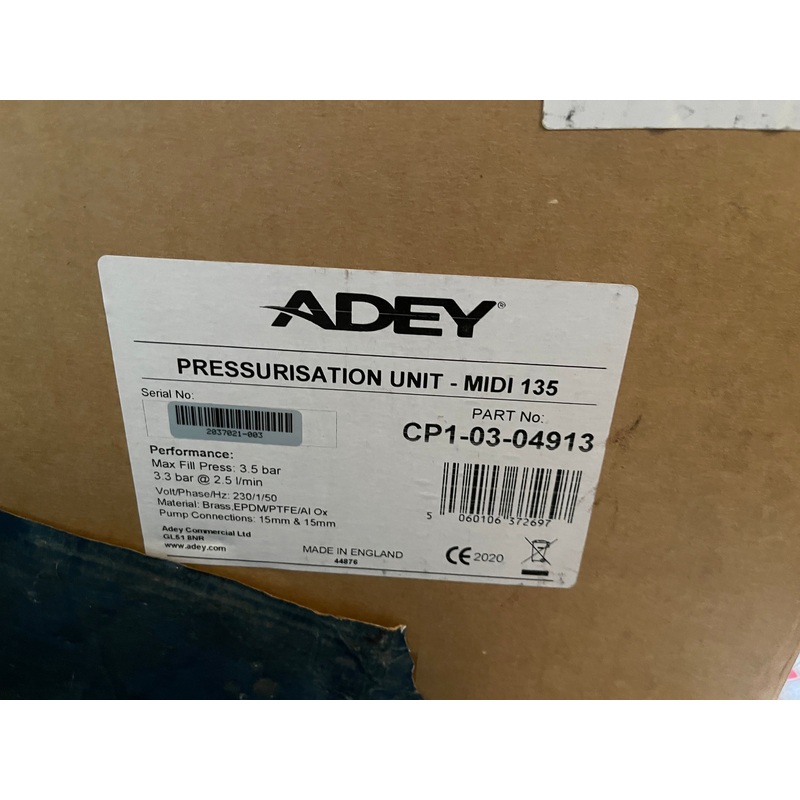 ADEY®
PRESSURISATION UNIT - MIDI 135
Serial No:
2037021-003
PART No:
CP1-03-04913
Performance:
Max Fill Press: 3.5 bar
3.3 bar @ 2.5 l/min
Volt/Phase/Hz: 230/1/50
Material: Brass,EPDM/PTFE/Al Ox
Pump Connections: 15mm & 15mm
5 060106 372697
Adey Commercial Ltd
GL51 8NR
www.adey.com
MADE IN ENGLAND
44876
CE 2020